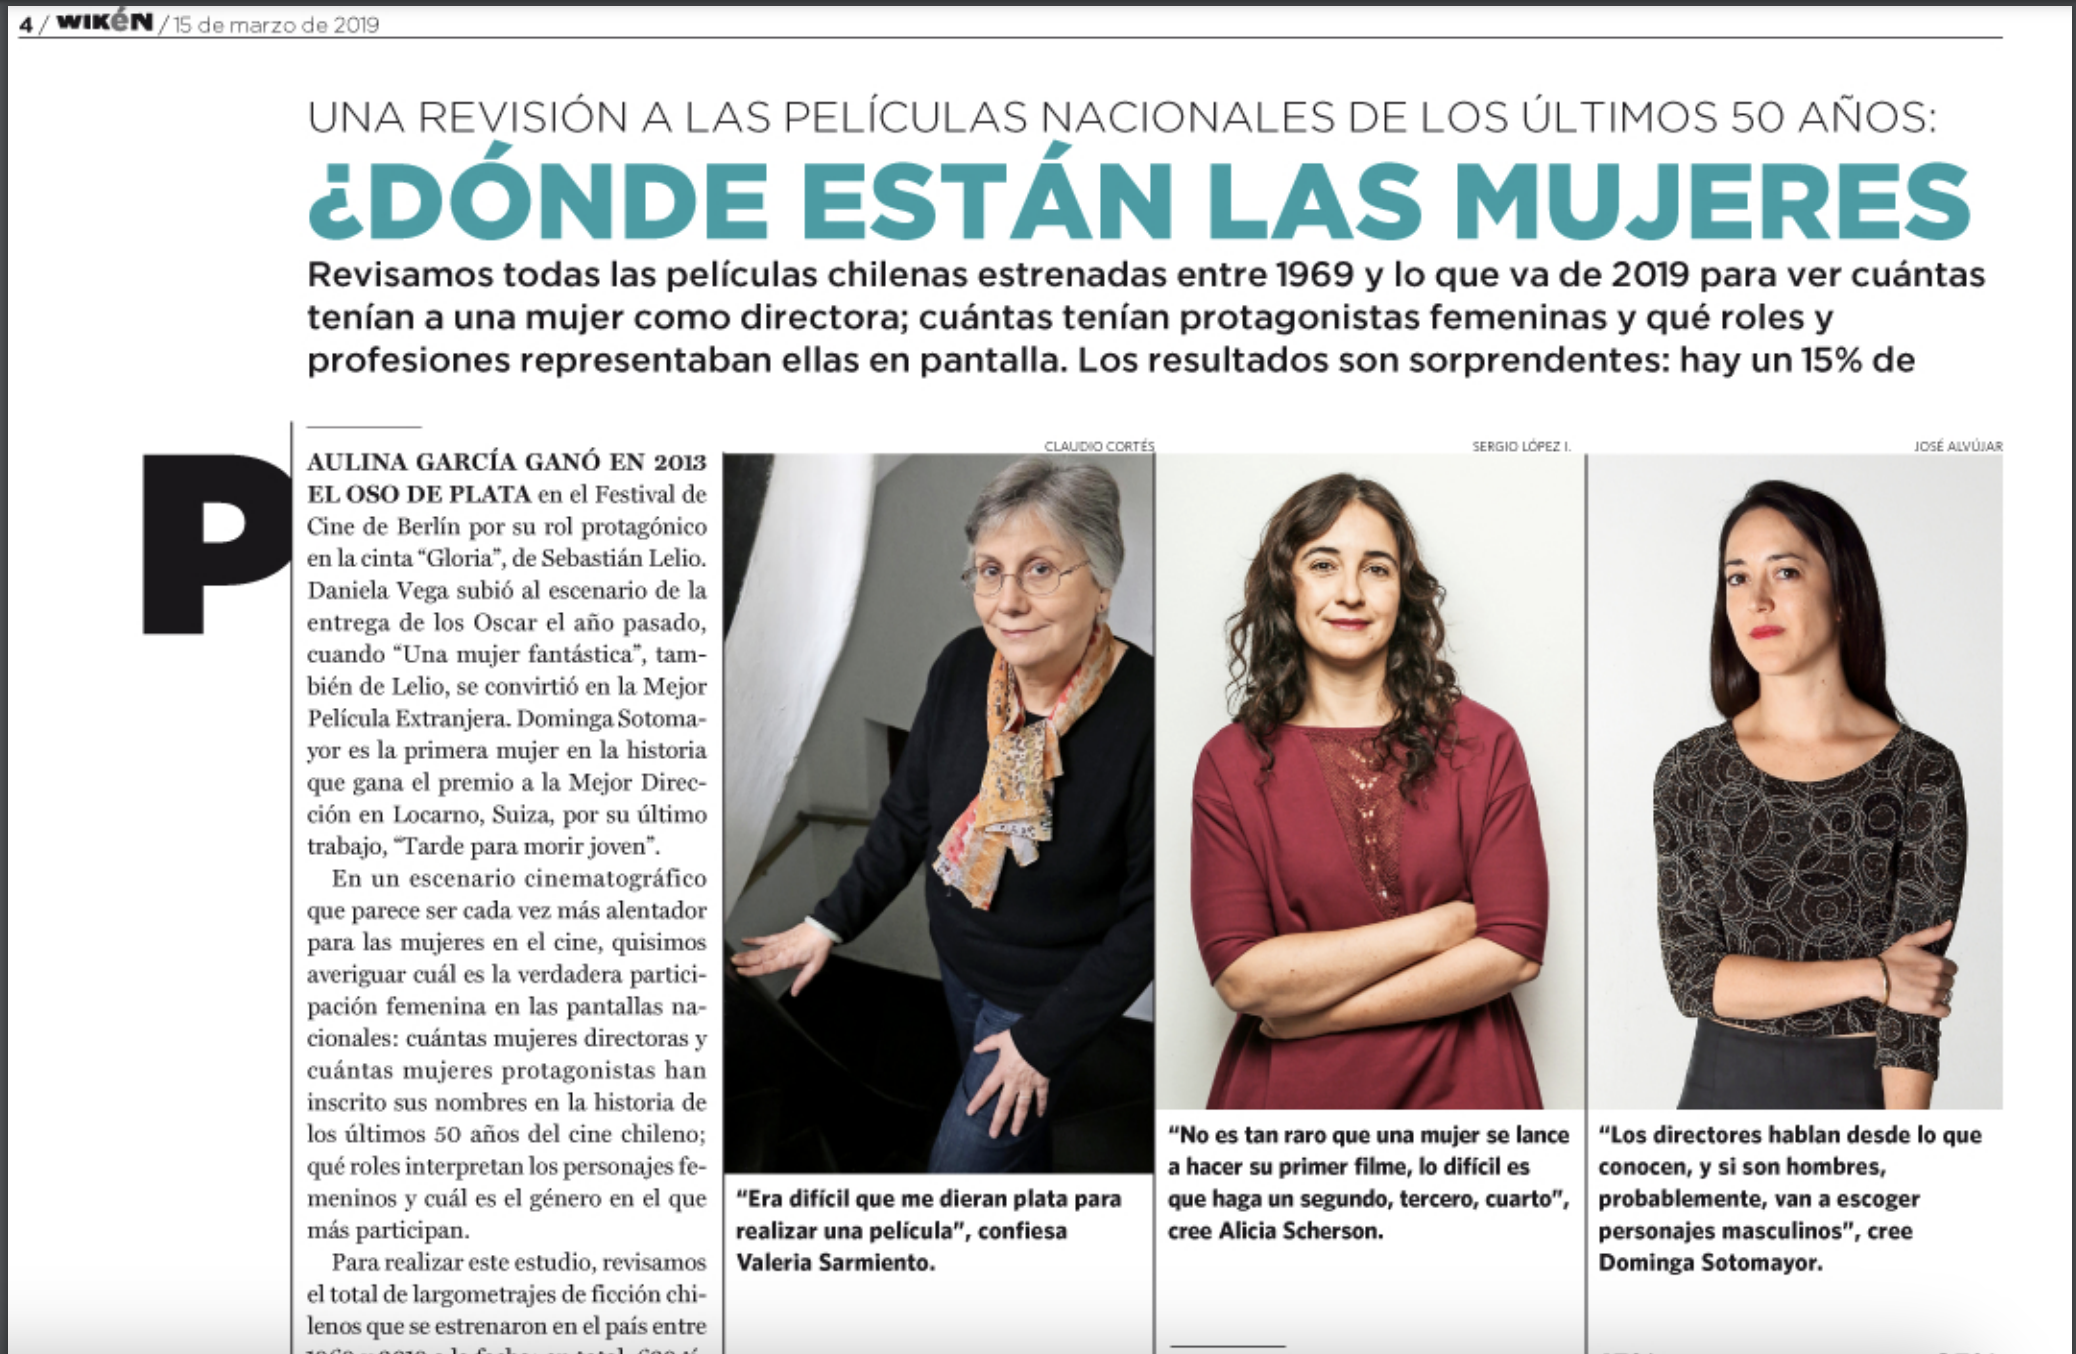 4 / WIKéN / 15 de marzo de 2019
UNA REVISIÓN A LAS PELÍCULAS NACIONALES DE LOS ÚLTIMOS 50 AÑOS:
¿DÓNDE ESTÁN LAS MUJERES
Revisamos todas las películas chilenas estrenadas entre 1969 y lo que va de 2019 para ver cuántas
tenían a una mujer como directora; cuántas tenían protagonistas femeninas y qué roles y
profesiones representaban ellas en pantalla. Los resultados son sorprendentes: hay un 15% de
PAULINA GARCÍA GANÓ EN 2013
EL OSO DE PLATA en el Festival de
Cine de Berlín por su rol protagónico
en la cinta “Gloria”, de Sebastián Lelio.
Daniela Vega subió al escenario de la
entrega de los Oscar el año pasado,
cuando “Una mujer fantástica”, tam-
bién de Lelio, se convirtió en la Mejor
Película Extranjera. Dominga Sotoma-
yor es la primera mujer en la historia
que gana el premio a la Mejor Direc-
ción en Locarno, Suiza, por su último
trabajo, “Tarde para morir joven”.
En un escenario cinematográfico
que parece ser cada vez más alentador
para las mujeres en el cine, quisimos
averiguar cuál es la verdadera partici-
pación femenina en las pantallas na-
cionales: cuántas mujeres directoras y
cuántas mujeres protagonistas han
inscrito sus nombres en la historia de
los últimos 50 años del cine chileno;
qué roles interpretan los personajes fe-
meninos y cuál es el género en el que
más participan.
Para realizar este estudio, revisamos
el total de largometrajes de ficción chi-
lenos que se estrenaron en el país entre
CLAUDIO CORTÉS
“Era difícil que me dieran plata para
realizar una película”, confiesa
Valeria Sarmiento.
SERGIO LÓPEZ I.
“No es tan raro que una mujer se lance
a hacer su primer filme, lo difícil es
que haga un segundo, tercero, cuarto”,
cree Alicia Scherson.
JOSÉ ALVÚJAR
“Los directores hablan desde lo que
conocen, y si son hombres,
probablemente, van a escoger
personajes masculinos”, cree
Dominga Sotomayor.